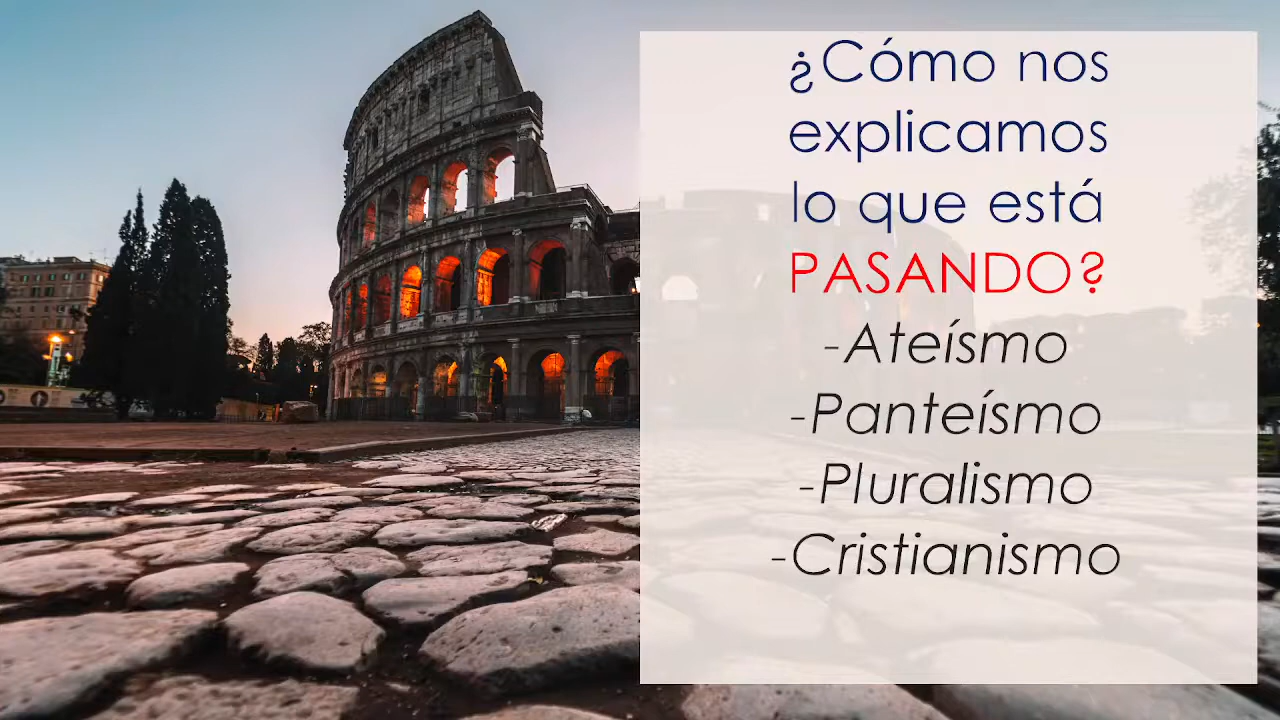 ¿Cómo nos
explicamos
lo que está
PASANDO?
-Ateísmo
-Panteísmo
-Pluralismo
-Cristianismo